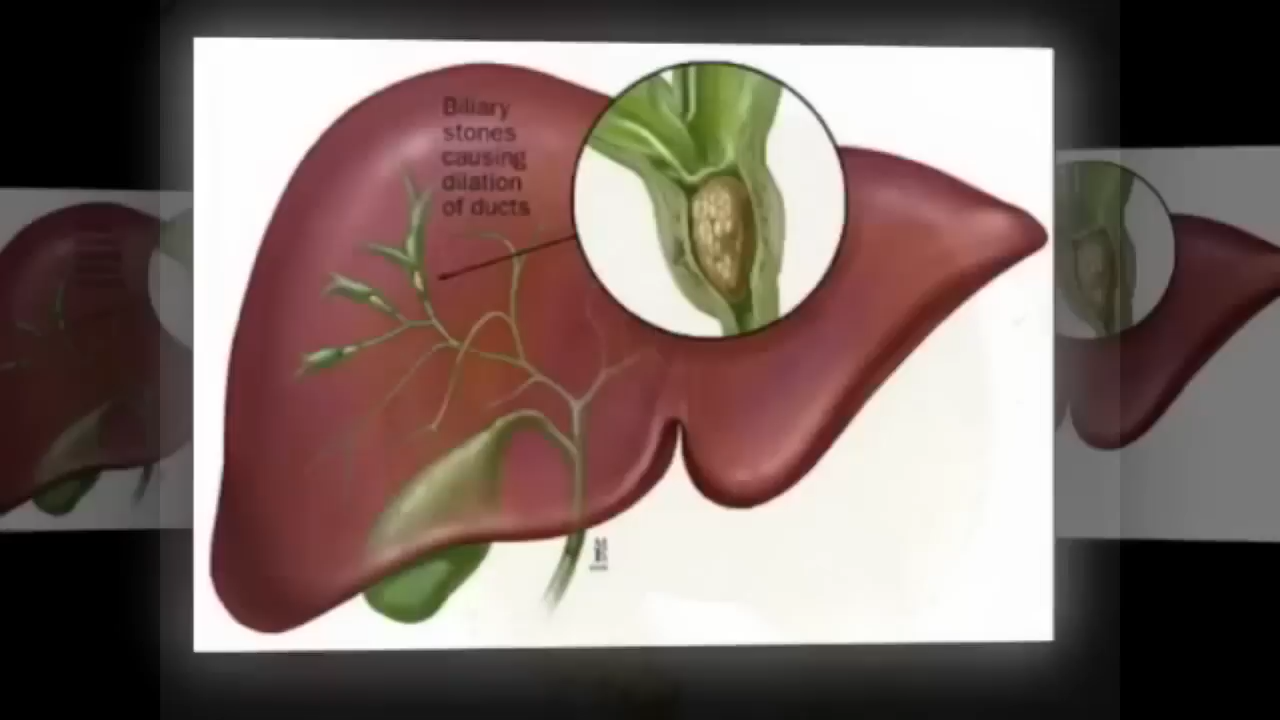 Biliary
stones
causing
dilation
of ducts